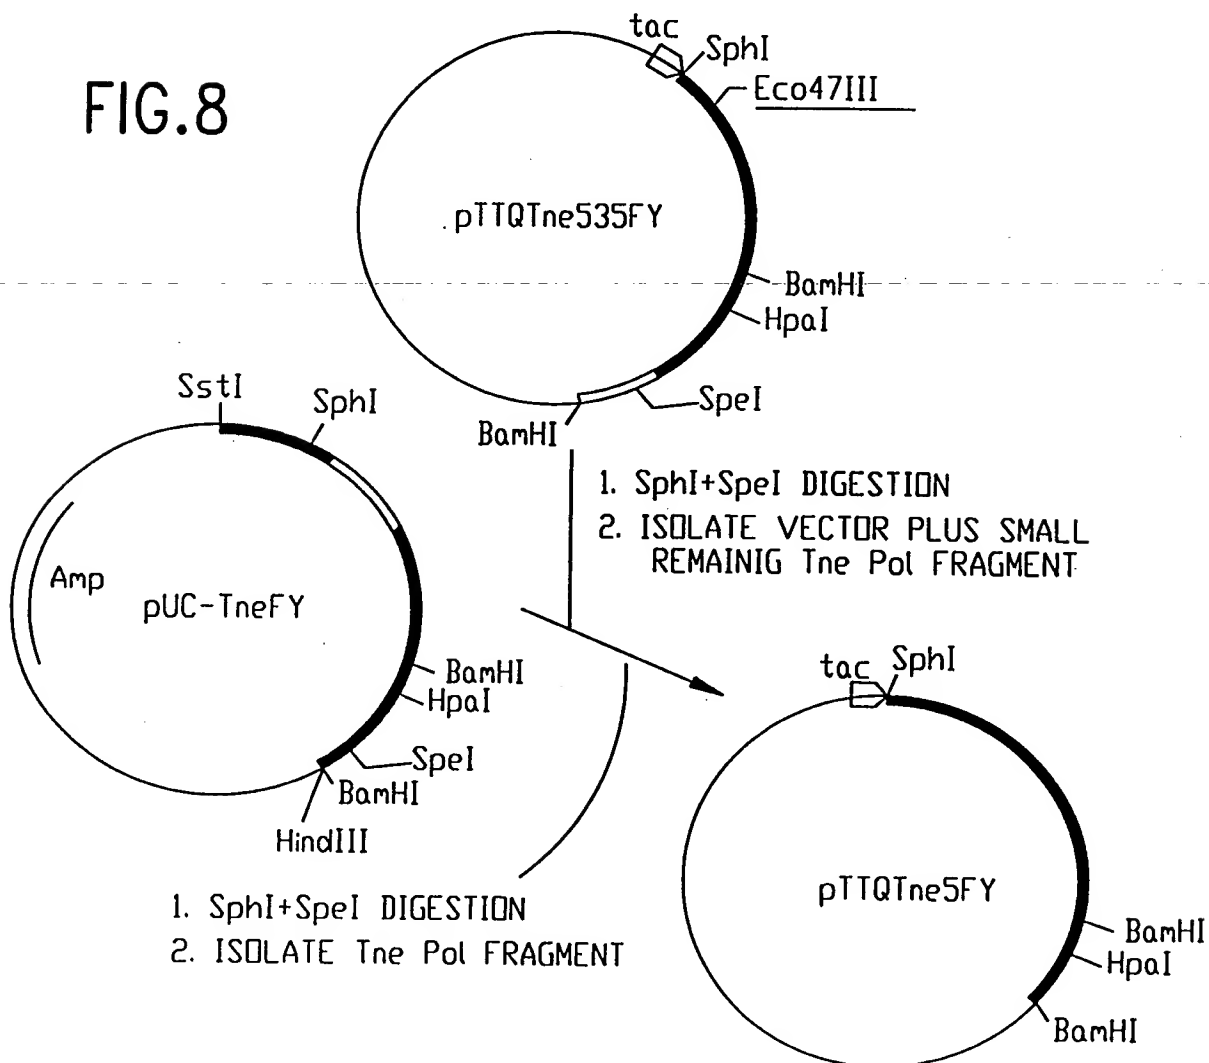 FIG.8
tac
SphI
Eco47III
pTTQTne535FY
BamHI
HpaI
SpeI
BamHI
SstI
SphI
Amp
pUC-TneFY
BamHI
HpaI
SpeI
BamHI
HindIII
1. SphI+SpeI DIGESTION
2. ISOLATE VECTOR PLUS SMALL
REMAINIG Tne Pol FRAGMENT
1. SphI+SpeI DIGESTION
2. ISOLATE Tne Pol FRAGMENT
tac
SphI
pTTQTne5FY
BamHI
HpaI
BamHI